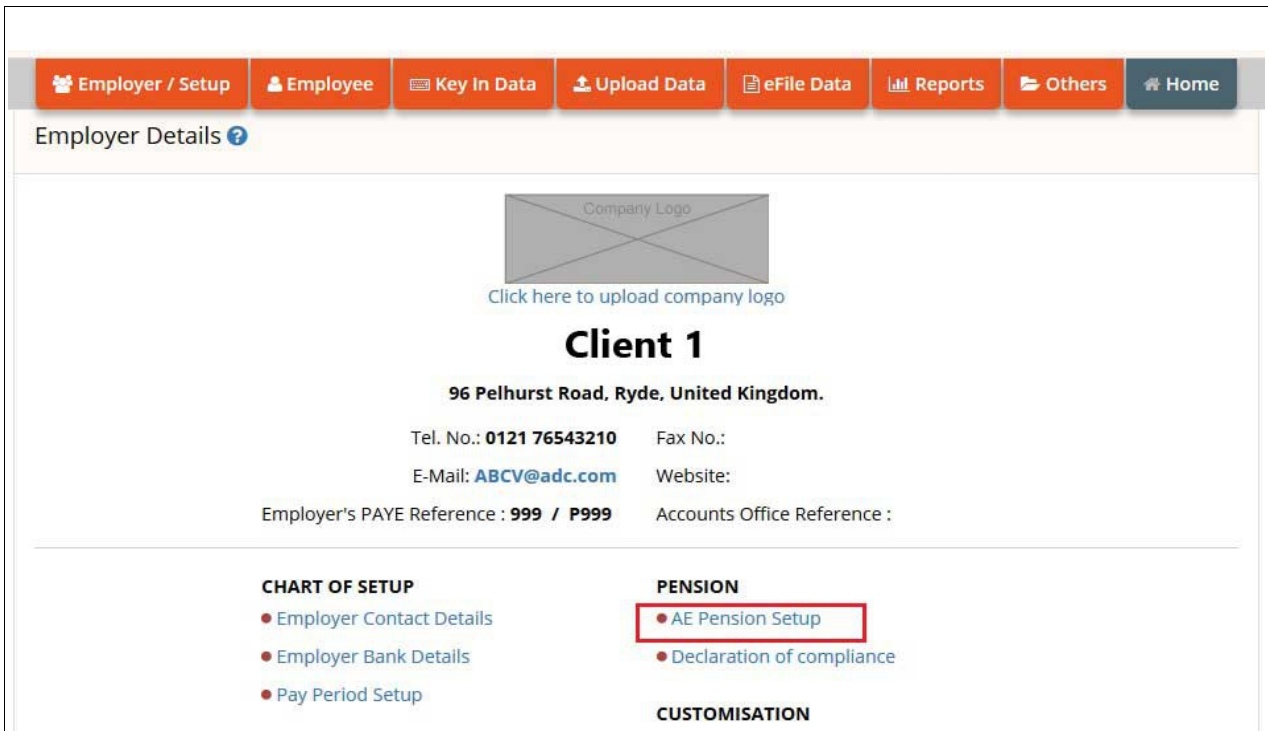 Employer / Setup Employee Key In Data Upload Data eFile Data Reports Others Home
Employer Details ?
Company Logo
Click here to upload company logo
Client 1
96 Pelhurst Road, Ryde, United Kingdom.
Tel. No.: 0121 76543210 Fax No.:
E-Mail: ABCV@adc.com Website:
Employer's PAYE Reference : 999 / P999 Accounts Office Reference :
CHART OF SETUP PENSION
Employer Contact Details AE Pension Setup
Employer Bank Details Declaration of compliance
Pay Period Setup
CUSTOMISATION